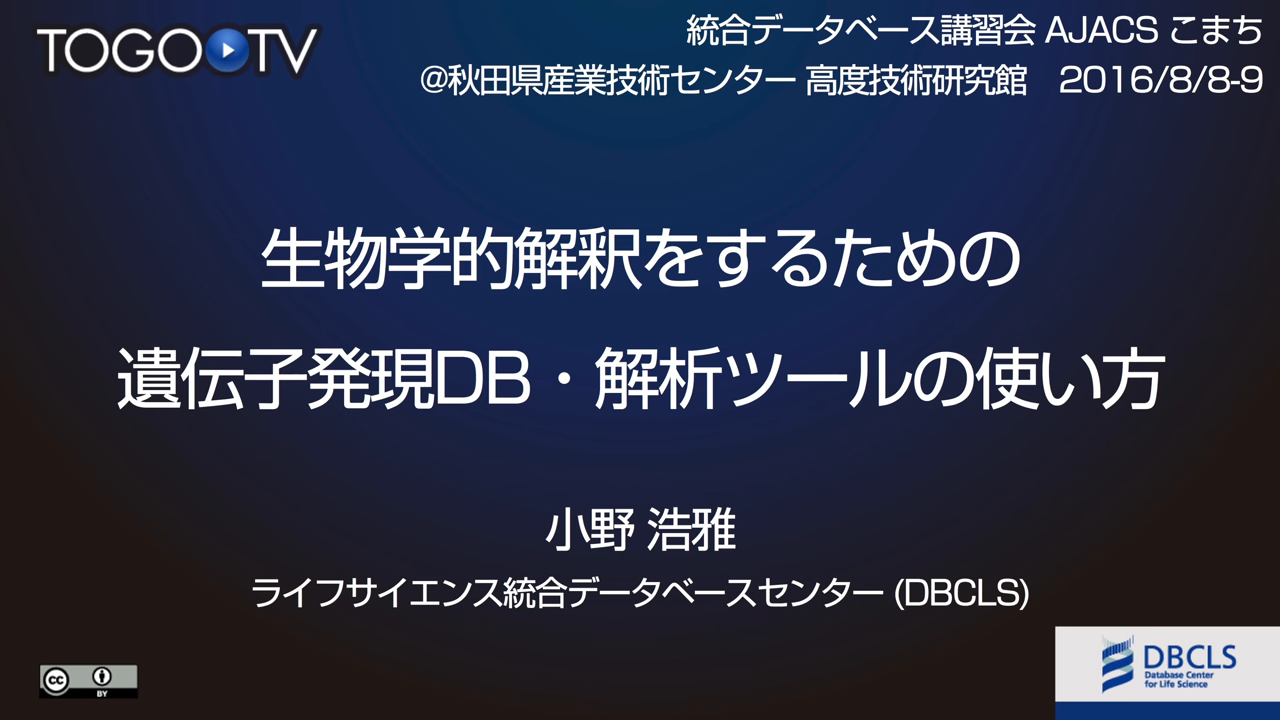 TOGO TV
統合データベース講習会 AJACS こまち
@秋田県産業技術センター 高度技術研究館　2016/8/8-9
生物学的解釈をするための
遺伝子発現DB・解析ツールの使い方
小野 浩雅
ライフサイエンス統合データベースセンター (DBCLS)
cc
BY
DBCLS
Database Center
for Life Science